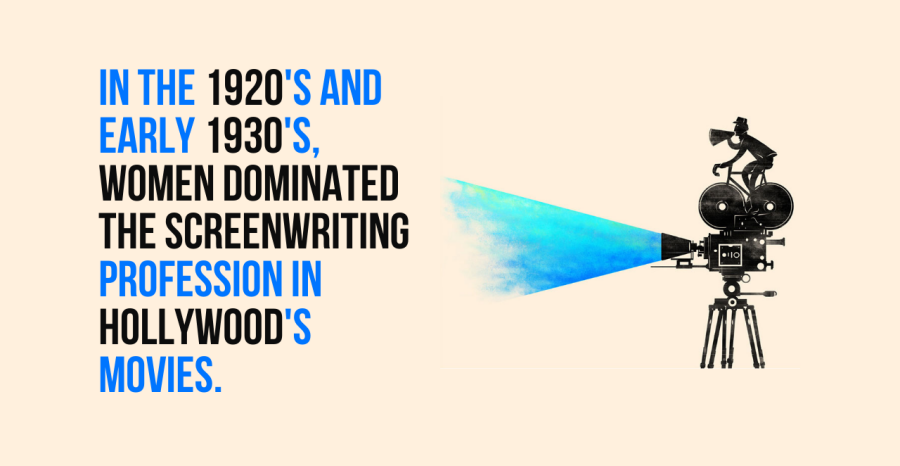 IN THE 1920'S AND
EARLY 1930'S,
WOMEN DOMINATED
THE SCREENWRITING
PROFESSION IN
HOLLYWOOD'S
MOVIES.